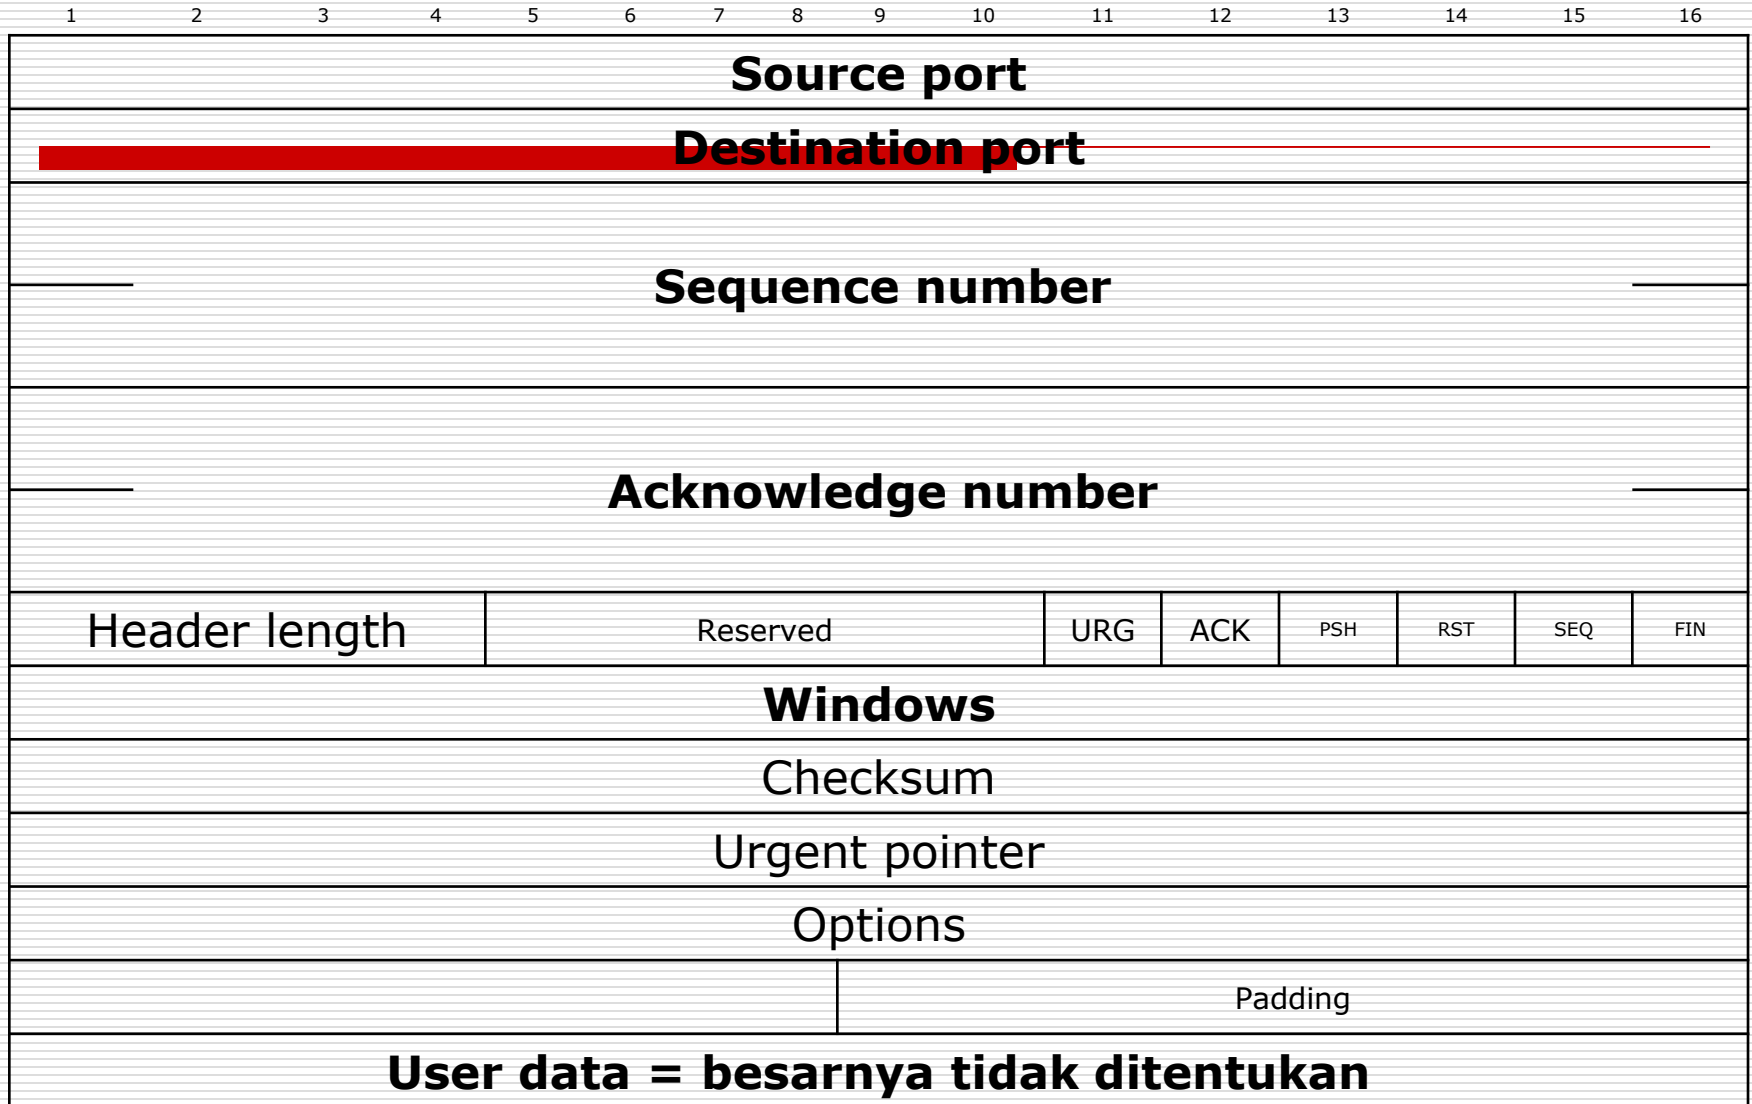 1 2 3 4 5 6 7 8 9 10 11 12 13 14 15 16
Source port
Destination port
Sequence number
Acknowledge number
Header length Reserved URG ACK PSH RST SEQ FIN
Windows
Checksum
Urgent pointer
Options
Padding
User data = besarnya tidak ditentukan